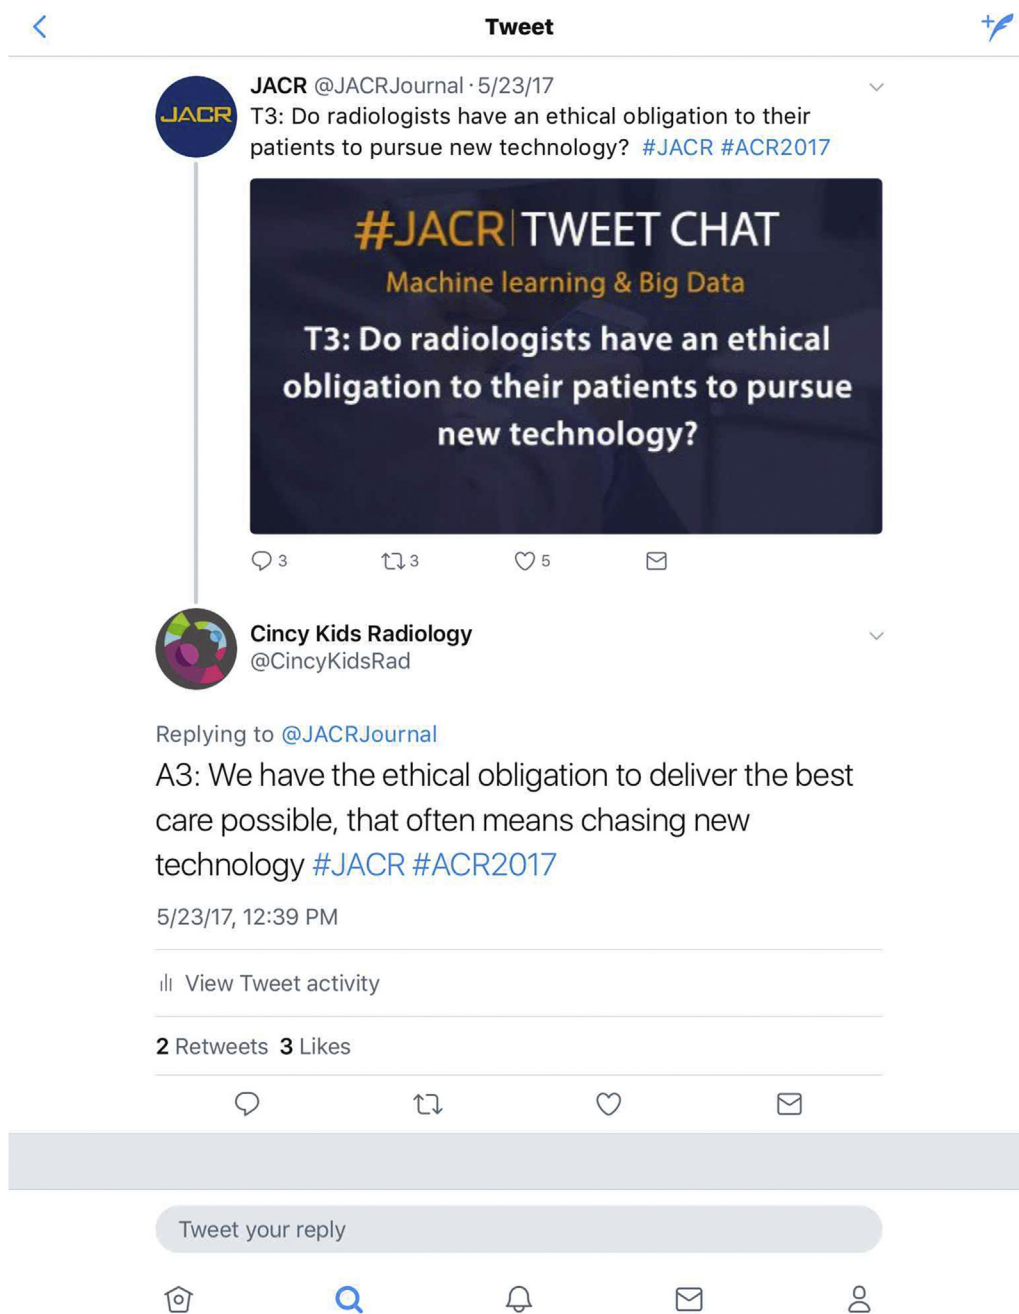 Tweet
JACR @JACRJournal · 5/23/17
JACR
T3: Do radiologists have an ethical obligation to their
patients to pursue new technology? #JACR #ACR2017
#JACR|TWEET CHAT
Machine learning & Big Data
T3: Do radiologists have an ethical
obligation to their patients to pursue
new technology?
3 3 5
Cincy Kids Radiology
@CincyKidsRad
Replying to @JACRJournal
A3: We have the ethical obligation to deliver the best
care possible, that often means chasing new
technology #JACR #ACR2017
5/23/17, 12:39 PM
View Tweet activity
2 Retweets 3 Likes
Tweet your reply